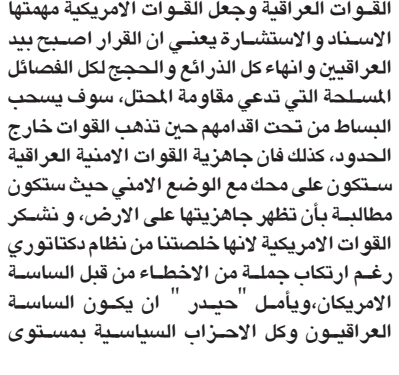 القوات العراقية وجعل القوات الامريكية مهمتها
الاسناد والاستشارة يعني ان القرار اصبح بيد
العراقيين وانهاء كل الذرائع والحجج لكل الفصائل
المسلحة التي تدعي مقاومة المحتل، سوف يسحب
البساط من تحت اقدامهم حين تذهب القوات خارج
الحدود، كذلك فان جاهزية القوات الامنية العراقية
ستكون على محك مع الوضع الامني حيث ستكون
مطالبة بأن تظهر جاهزيتها على الارض، و نشكر
القوات الامريكية لانها خلصتنا من نظام دكتاتوري
رغم ارتكاب جملة من الاخطاء من قبل الساسة
الامريكان،ويأمل "حيدر " ان يكون الساسة
العراقيون وكل الاحزاب السياسية بمستوى